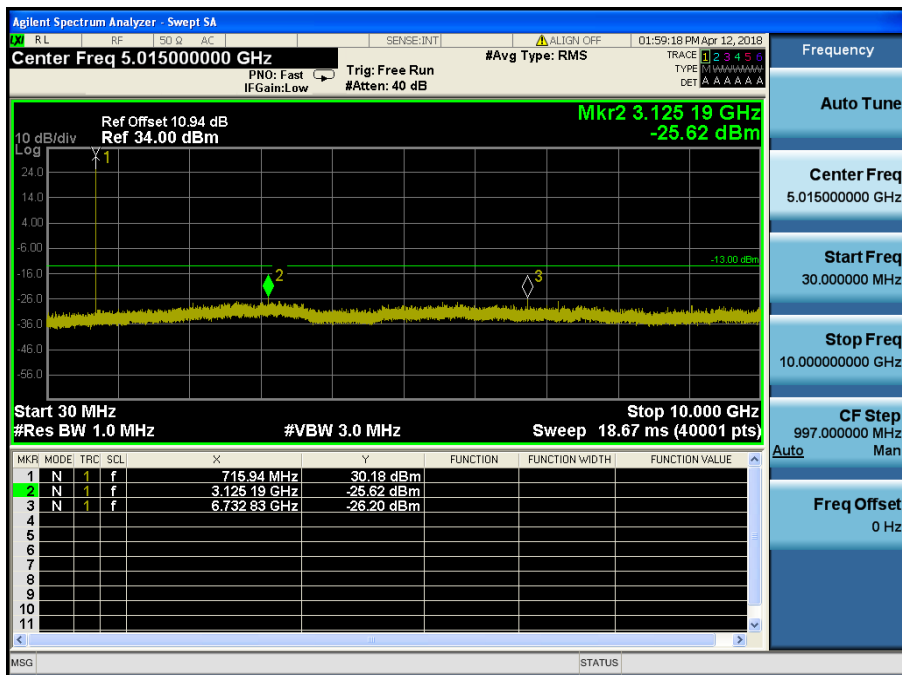 Agilent Spectrum Analyzer - Swept SA
LXI RL RF 50 Ω AC SENSE:INT ALIGN OFF 01:59:18 PM Apr 12, 2018
Center Freq 5.015000000 GHz
PNO: Fast
IFGain:Low
Trig: Free Run
#Atten: 40 dB
#Avg Type: RMS
TRACE 1 2 3 4 5 6
TYPE M WWWWW
DET A A A A A A
Frequency
Mkr2 3.125 19 GHz
-25.62 dBm
Ref Offset 10.94 dB
Ref 34.00 dBm
10 dB/div
Log
24.0
14.0
4.00
-6.00
-16.0
-26.0
-36.0
-46.0
-56.0
1
2
3
-13.00 dBm
Start 30 MHz
Stop 10.000 GHz
#Res BW 1.0 MHz
#VBW 3.0 MHz
Sweep 18.67 ms (40001 pts)
MKR MODE TRC SCL X Y FUNCTION FUNCTION WIDTH FUNCTION VALUE
1 N 1 f 715.94 MHz 30.18 dBm
2 N 1 f 3.125 19 GHz -25.62 dBm
3 N 1 f 6.732 83 GHz -26.20 dBm
4
5
6
7
8
9
10
11
MSG
STATUS
Auto Tune
Center Freq
5.015000000 GHz
Start Freq
30.000000 MHz
Stop Freq
10.000000000 GHz
CF Step
997.000000 MHz
Auto Man
Freq Offset
0 Hz